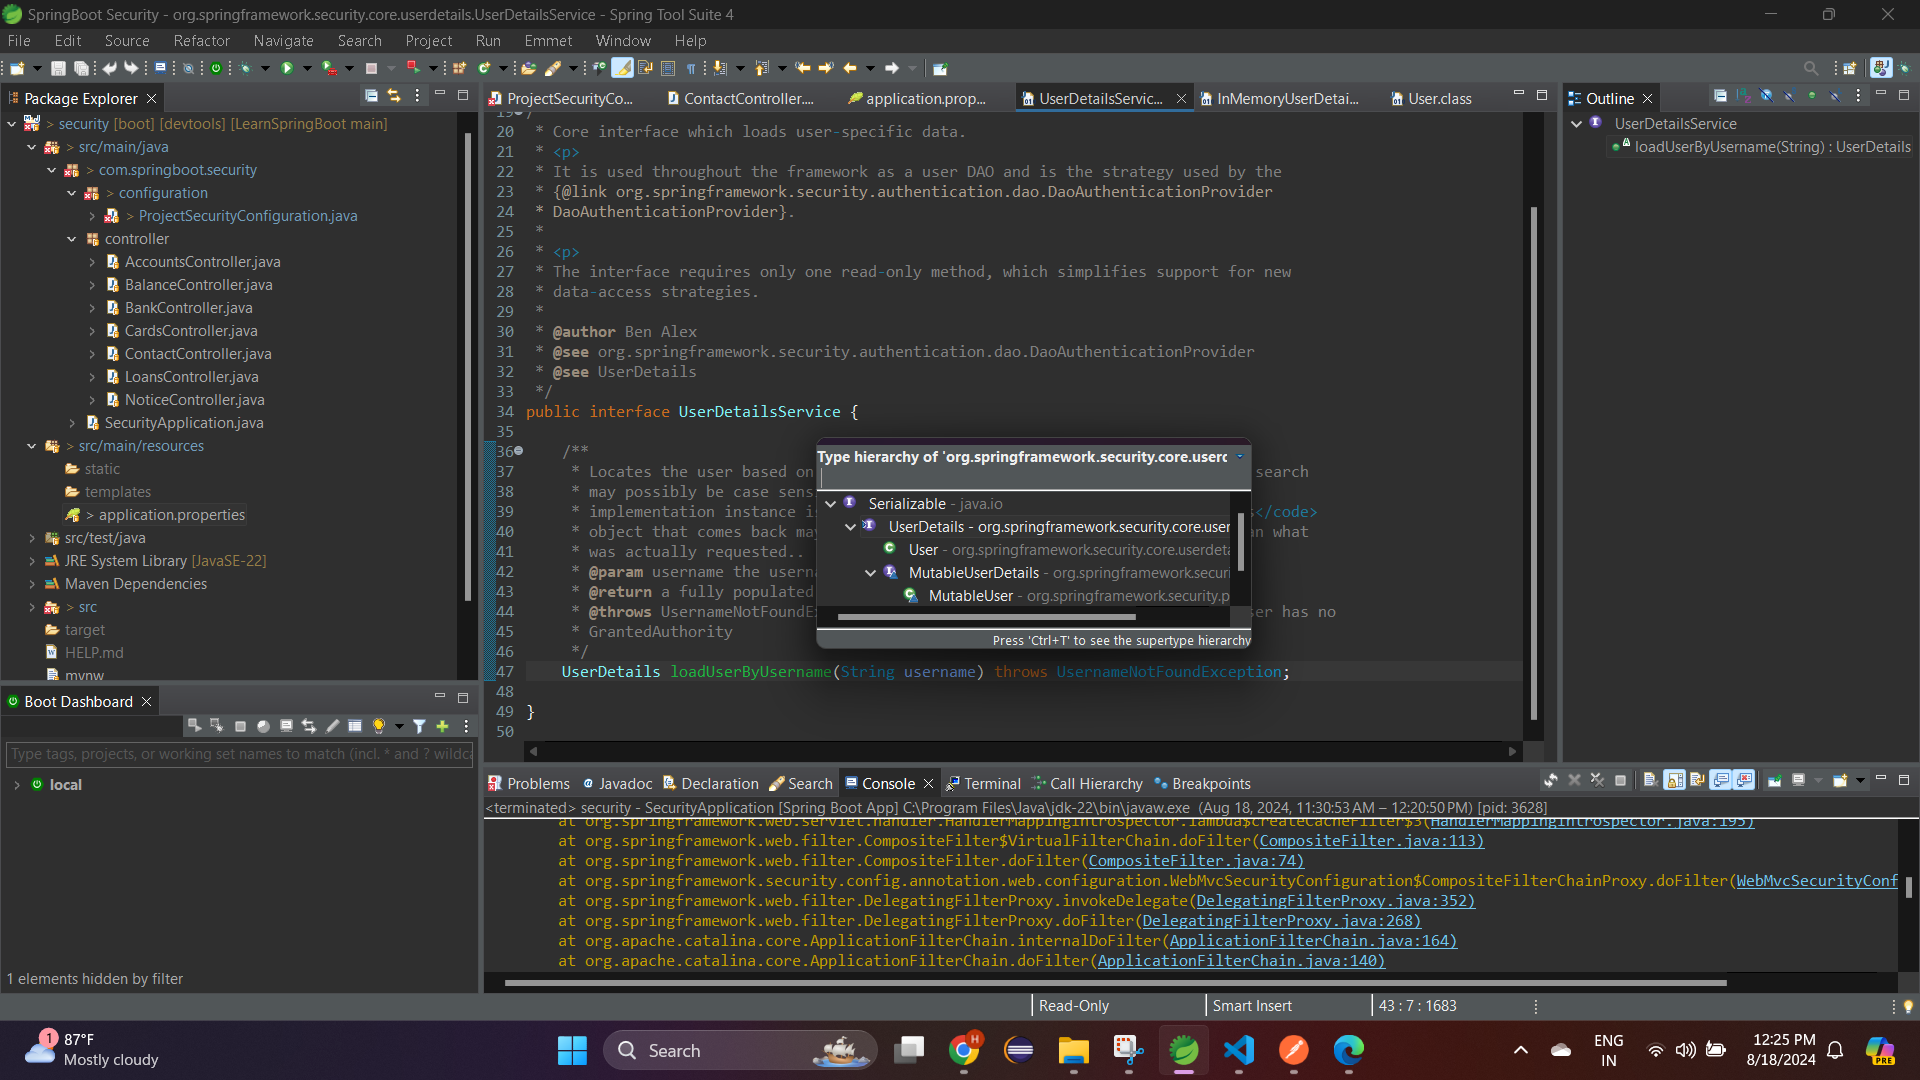 SpringBoot Security - org.springframework.security.core.userdetails.UserDetailsService - Spring Tool Suite 4
File Edit Source Refactor Navigate Search Project Run Emmet Window Help
Package Explorer
> security [boot] [devtools] [LearnSpringBoot main]
> src/main/java
> com.springboot.security
> configuration
> ProjectSecurityConfiguration.java
controller
AccountsController.java
BalanceController.java
BankController.java
CardsController.java
ContactController.java
LoansController.java
NoticeController.java
SecurityApplication.java
> src/main/resources
static
templates
> application.properties
src/test/java
JRE System Library [JavaSE-22]
Maven Dependencies
> src
target
HELP.md
mvnw
Boot Dashboard
Type tags, projects, or working set names to match (incl. * and ? wildca
local
1 elements hidden by filter
ProjectSecurityCo... ContactController.... application.prop... UserDetailsServic... InMemoryUserDetai... User.class
19 /
20 * Core interface which loads user-specific data.
21 * <p>
22 * It is used throughout the framework as a user DAO and is the strategy used by the
23 * {@link org.springframework.security.authentication.dao.DaoAuthenticationProvider
24 * DaoAuthenticationProvider}.
25 *
26 * <p>
27 * The interface requires only one read-only method, which simplifies support for new
28 * data-access strategies.
29 *
30 * @author Ben Alex
31 * @see org.springframework.security.authentication.dao.DaoAuthenticationProvider
32 * @see UserDetails
33 */
34 public interface UserDetailsService {
35
36 /**
37 * Locates the user based on search
38 * may possibly be case sens
39 * implementation instance i </code>
40 * object that comes back ma n what
41 * was actually requested..
42 * @param username the usern
43 * @return a fully populated
44 * @throws UsernameNotFoundEx er has no
45 * GrantedAuthority
46 */
47 UserDetails loadUserByUsername(String username) throws UsernameNotFoundException;
48
49 }
50
Type hierarchy of 'org.springframework.security.core.userd
Serializable - java.io
UserDetails - org.springframework.security.core.user
User - org.springframework.security.core.userdeta
MutableUserDetails - org.springframework.securi
MutableUser - org.springframework.security.p
Press 'Ctrl+T' to see the supertype hierarchy
Outline
UserDetailsService
loadUserByUsername(String) : UserDetails
Problems @ Javadoc Declaration Search Console Terminal Call Hierarchy Breakpoints
<terminated> security - SecurityApplication [Spring Boot App] C:\Program Files\Java\jdk-22\bin\javaw.exe (Aug 18, 2024, 11:30:53 AM – 12:20:50 PM) [pid: 3628]
at org.springframework.web.servlet.handler.HandlerMappingIntrospector.lambda$createCacheFilter$3(HandlerMappingIntrospector.java:195)
at org.springframework.web.filter.CompositeFilter$VirtualFilterChain.doFilter(CompositeFilter.java:113)
at org.springframework.web.filter.CompositeFilter.doFilter(CompositeFilter.java:74)
at org.springframework.security.config.annotation.web.configuration.WebMvcSecurityConfiguration$CompositeFilterChainProxy.doFilter(WebMvcSecurityConf
at org.springframework.web.filter.DelegatingFilterProxy.invokeDelegate(DelegatingFilterProxy.java:352)
at org.springframework.web.filter.DelegatingFilterProxy.doFilter(DelegatingFilterProxy.java:268)
at org.apache.catalina.core.ApplicationFilterChain.internalDoFilter(ApplicationFilterChain.java:164)
at org.apache.catalina.core.ApplicationFilterChain.doFilter(ApplicationFilterChain.java:140)
Read-Only Smart Insert 43 : 7 : 1683
1 87°F
Mostly cloudy
Search
H
PRE
ENG
IN
12:25 PM
8/18/2024